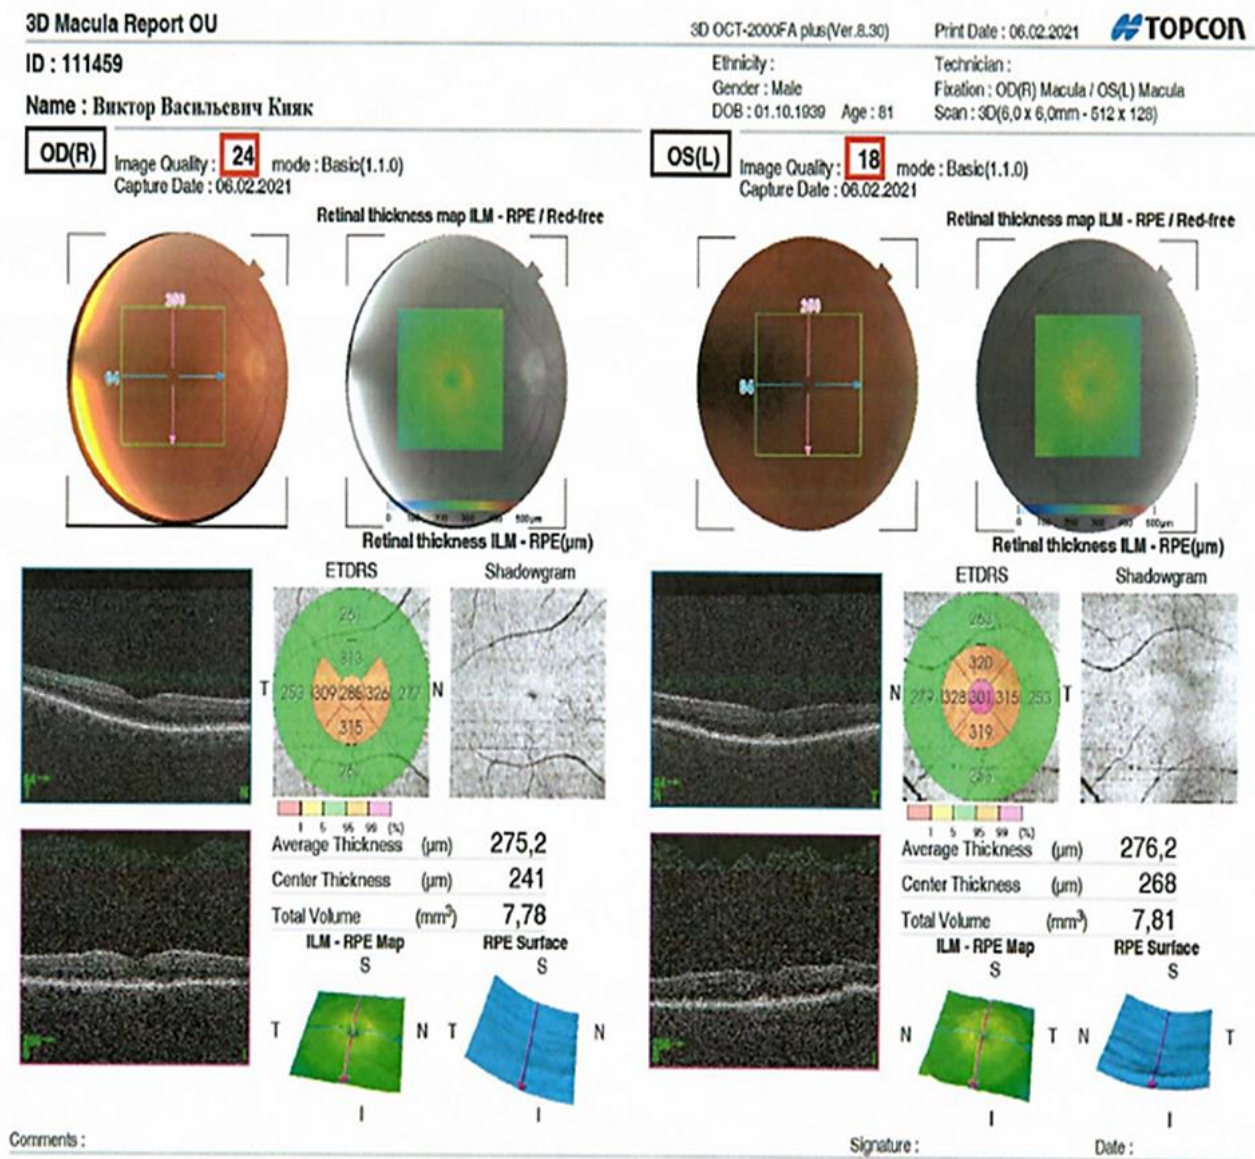 3D Macula Report OU
3D OCT-2000FA plus(Ver.8.30)
Print Date : 06.02.2021
TOPCON
ID : 111459
Ethnicity :
Technician :
Gender : Male
Fixation : OD(R) Macula / OS(L) Macula
Name : Виктор Васильевич Кияк
DOB : 01.10.1939 Age : 81
Scan : 3D(6,0 x 6,0mm - 512 x 128)
OD(R)
Image Quality : 24 mode : Basic(1.1.0)
Capture Date : 06.02.2021
Retinal thickness map ILM - RPE / Red-free
Retinal thickness ILM - RPE(µm)
ETDRS
Shadowgram
313
T 253 309 286 326 277 N
315
1 5 95 99 (%)
Average Thickness (µm) 275,2
Center Thickness (µm) 241
Total Volume (mm³) 7,78
ILM - RPE Map
RPE Surface
S
S
T
N
T
N
I
I
OS(L)
Image Quality : 18 mode : Basic(1.1.0)
Capture Date : 06.02.2021
Retinal thickness map ILM - RPE / Red-free
Retinal thickness ILM - RPE(µm)
ETDRS
Shadowgram
263
320
N 279 328 301 315 253 T
319
1 5 95 99 (%)
Average Thickness (µm) 276,2
Center Thickness (µm) 268
Total Volume (mm³) 7,81
ILM - RPE Map
RPE Surface
S
S
N
T
N
T
I
I
Comments :
Signature :
Date :